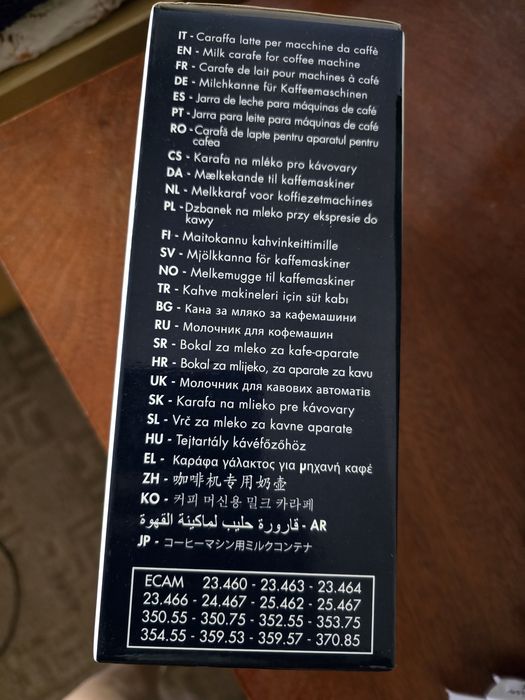 IT - Caraffa latte per macchine da caffè
EN - Milk carafe for coffee machine
FR - Carafe de lait pour machines à café
DE - Milchkanne für Kaffeemaschinen
ES - Jarra de leche para máquinas de café
PT - Jarra para leite para máquinas de café
RO - Carafă de lapte pentru aparatul pentru
cafea
CS - Karafa na mléko pro kávovary
DA - Mælkekande til kaffemaskiner
NL - Melkkaraf voor koffiezetmachines
PL - Dzbanek na mleko przy ekspresie do
kawy
FI - Maitokannu kahvinkeittimille
SV - Mjölkkanna för kaffemaskiner
NO - Melkemugge til kaffemaskiner
TR - Kahve makineleri için süt kabı
BG - Кана за мляко за кафемашини
RU - Молочник для кофемашин
SR - Bokal za mleko za kafe-aparate
HR - Bokal za mlijeko, za aparate za kavu
UK - Молочник для кавових автоматів
SK - Karafa na mlieko pre kávovary
SL - Vrč za mleko za kavne aparate
HU - Tejtartály kávéfőzőhöz
EL - Καράφα γάλακτος για μηχανή καφέ
ZH - 咖啡机专用奶壶
KO - 커피 머신용 밀크 카라페
AR - قارورة حليب لماكينة القهوة
JP - コーヒーマシン用ミルクコンテナ
ECAM 23.460 - 23.463 - 23.464
23.466 - 24.467 - 25.462 - 25.467
350.55 - 350.75 - 352.55 - 353.75
354.55 - 359.53 - 359.57 - 370.85